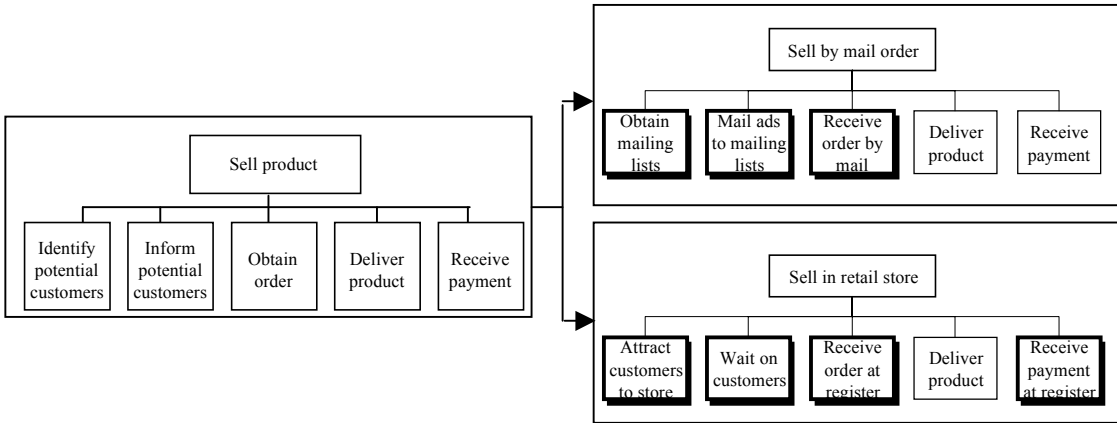 Sell product
Identify
potential
customers
Inform
potential
customers
Obtain
order
Deliver
product
Receive
payment
Sell by mail order
Obtain
mailing
lists
Mail ads
to mailing
lists
Receive
order by
mail
Deliver
product
Receive
payment
Sell in retail store
Attract
customers
to store
Wait on
customers
Receive
order at
register
Deliver
product
Receive
payment
at register